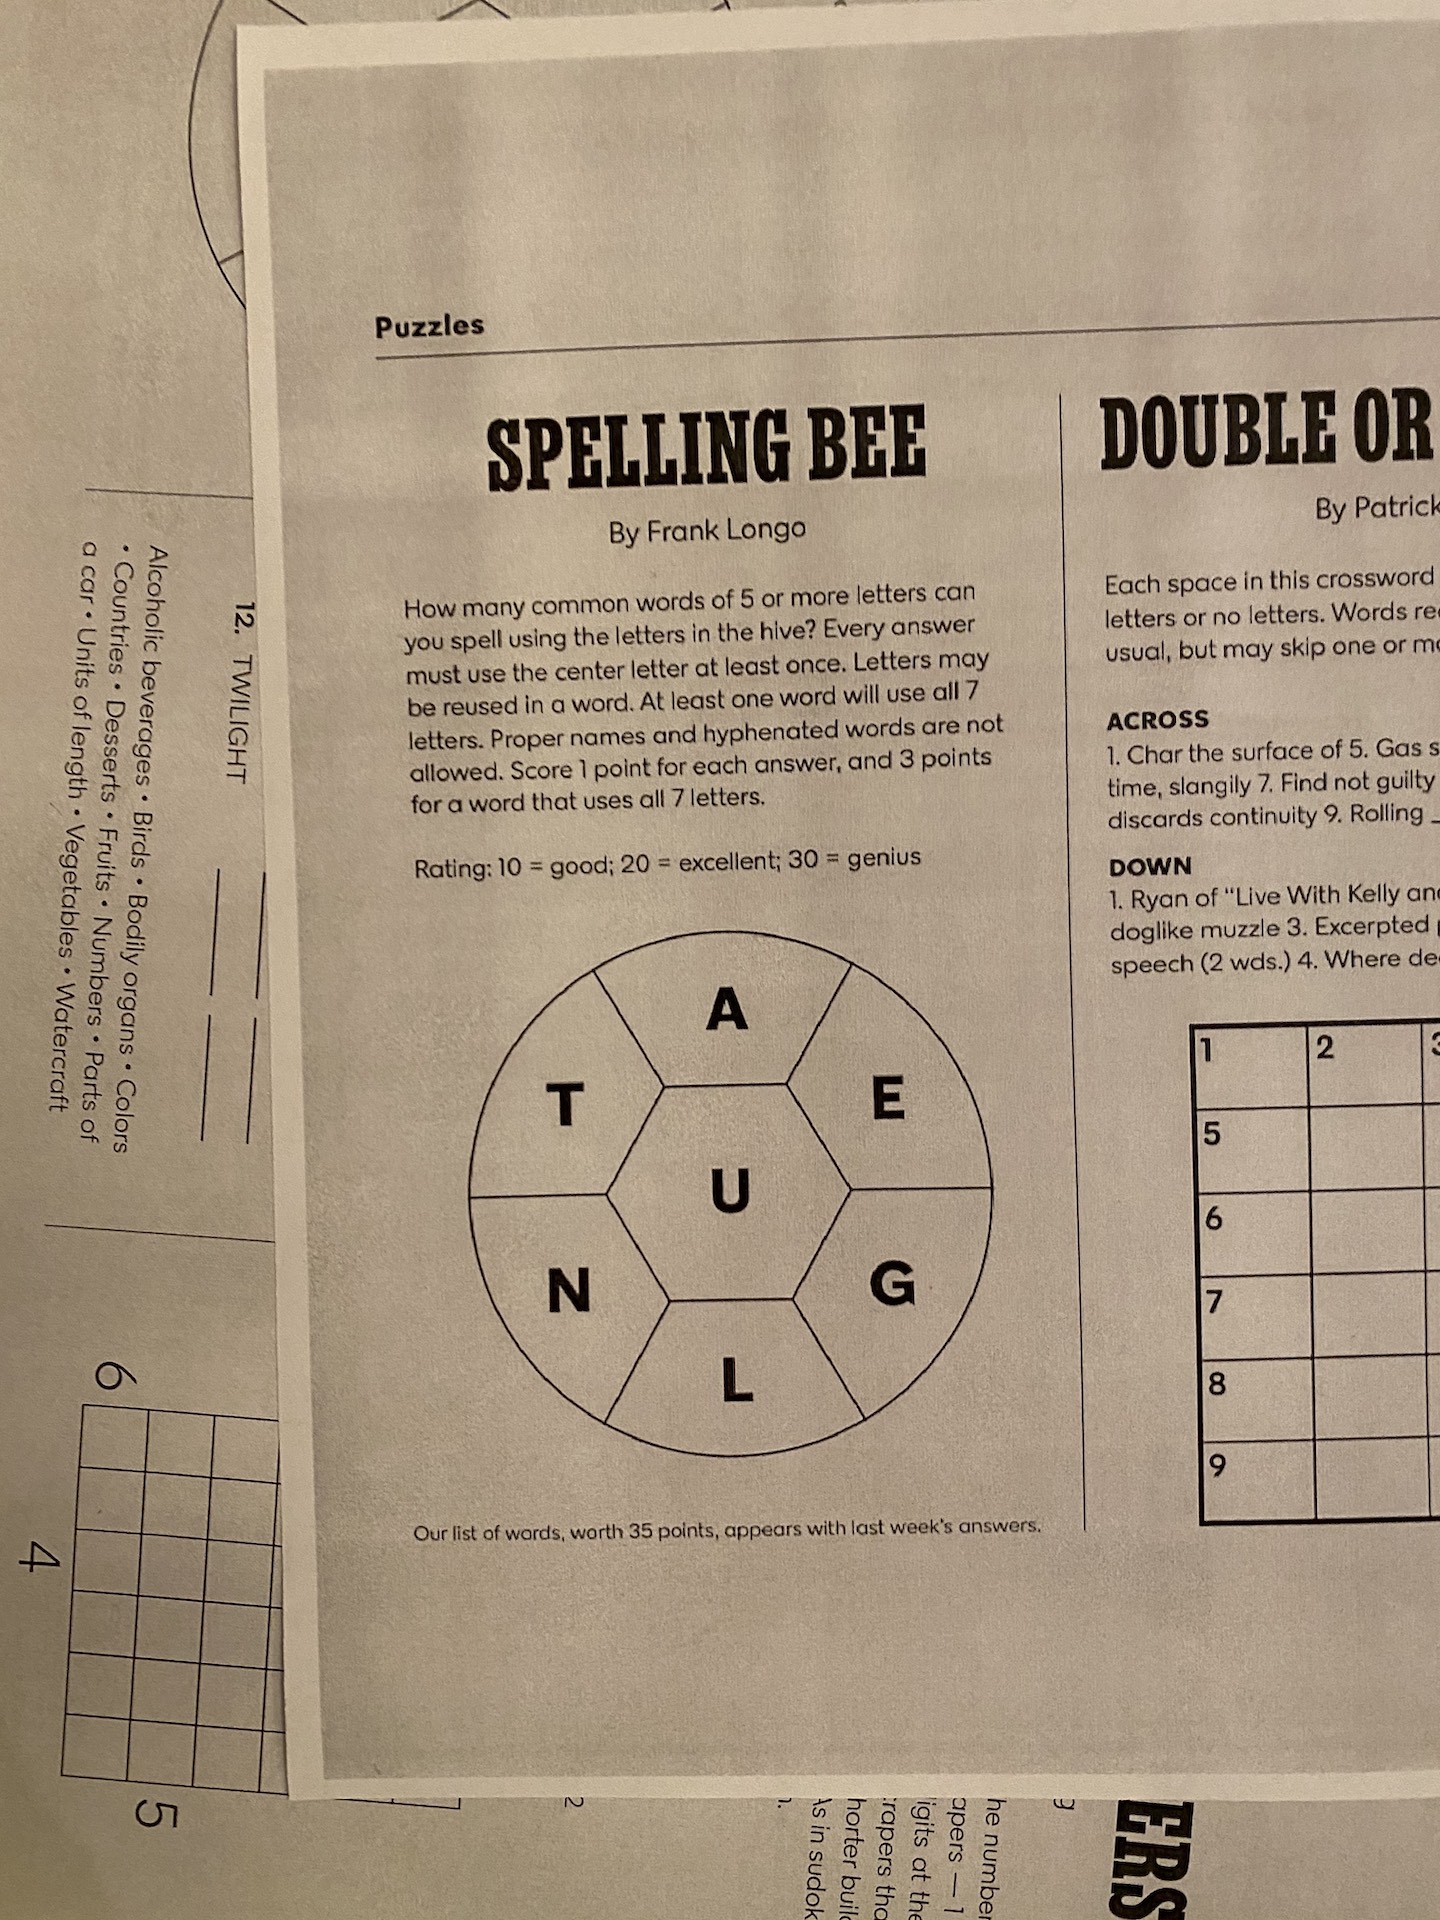 Puzzles
SPELLING BEE
By Frank Longo
How many common words of 5 or more letters can
you spell using the letters in the hive? Every answer
must use the center letter at least once. Letters may
be reused in a word. At least one word will use all 7
letters. Proper names and hyphenated words are not
allowed. Score 1 point for each answer, and 3 points
for a word that uses all 7 letters.
Rating: 10 = good; 20 = excellent; 30 = genius
A
T
E
U
N
G
L
Our list of words, worth 35 points, appears with last week's answers.
DOUBLE OR
By Patrick
Each space in this crossword
letters or no letters. Words
usual, but may skip one or
ACROSS
1. Char the surface of 5. Gas
time, slangily 7. Find not guilty
discards continuity 9. Rolling
DOWN
1. Ryan of “Live With Kelly
doglike muzzle 3. Excerpted
speech (2 wds.) 4. Where
1 2 3
5
6
7
8
9
12. TWILIGHT
Alcoholic beverages • Birds • Bodily organs • Colors
• Countries • Desserts • Fruits • Numbers • Parts of
a car • Units of length • Vegetables • Watercraft
6
4
5
2
he number
apers — 1
igits at the
rapers
horter
As in
ERS